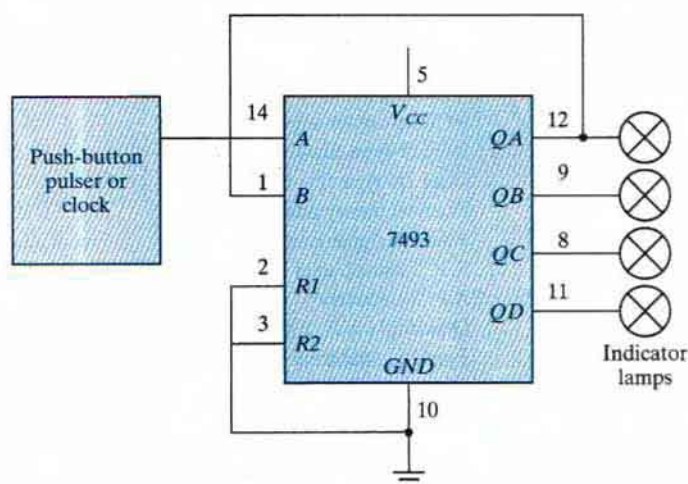 5
14
12
V_CC
A
QA
Push-button
pulser or
clock
1
9
B
QB
7493
2
8
R1
QC
3
11
R2
QD
GND
Indicator
lamps
10